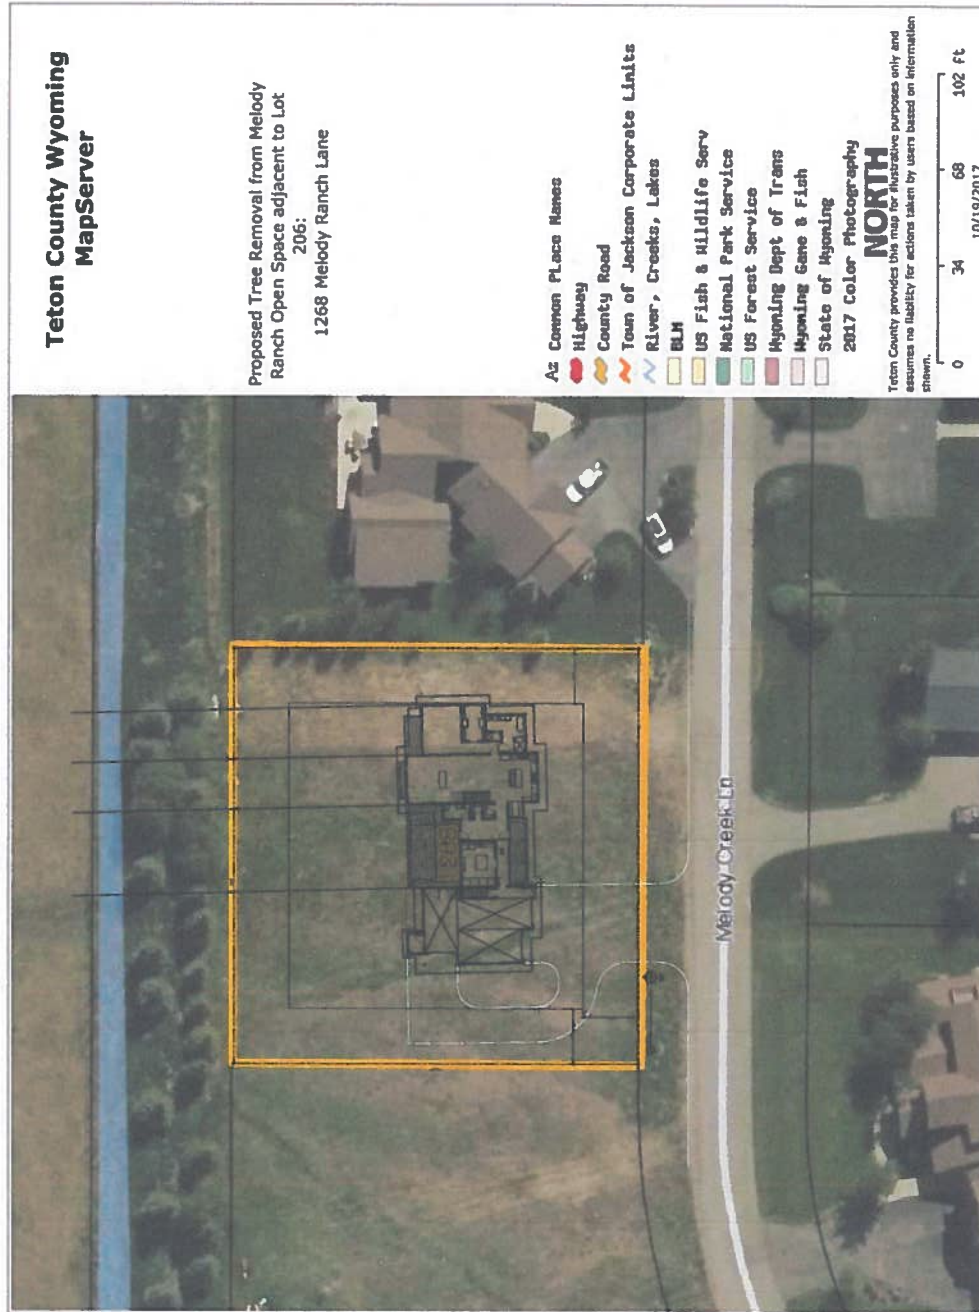 Teton County Wyoming
MapServer
Proposed Tree Removal from Melody
Ranch Open Space adjacent to Lot
206:
1268 Melody Ranch Lane
Az Common PLace Names
Highway
County Road
Town of Jackson Corporate Limits
River, Creeks, Lakes
BLM
US Fish & Wildlife Serv
National Park Service
US Forest Service
Wyoming Dept of Trans
Wyoming Game & Fish
State of Wyoming
2017 Color Photography
NORTH
Teton County provides this map for illustrative purposes only and
assumes no liability for actions taken by users based on information
shown.
0 34 68 102 ft
10/19/2017
Melody Creek Ln